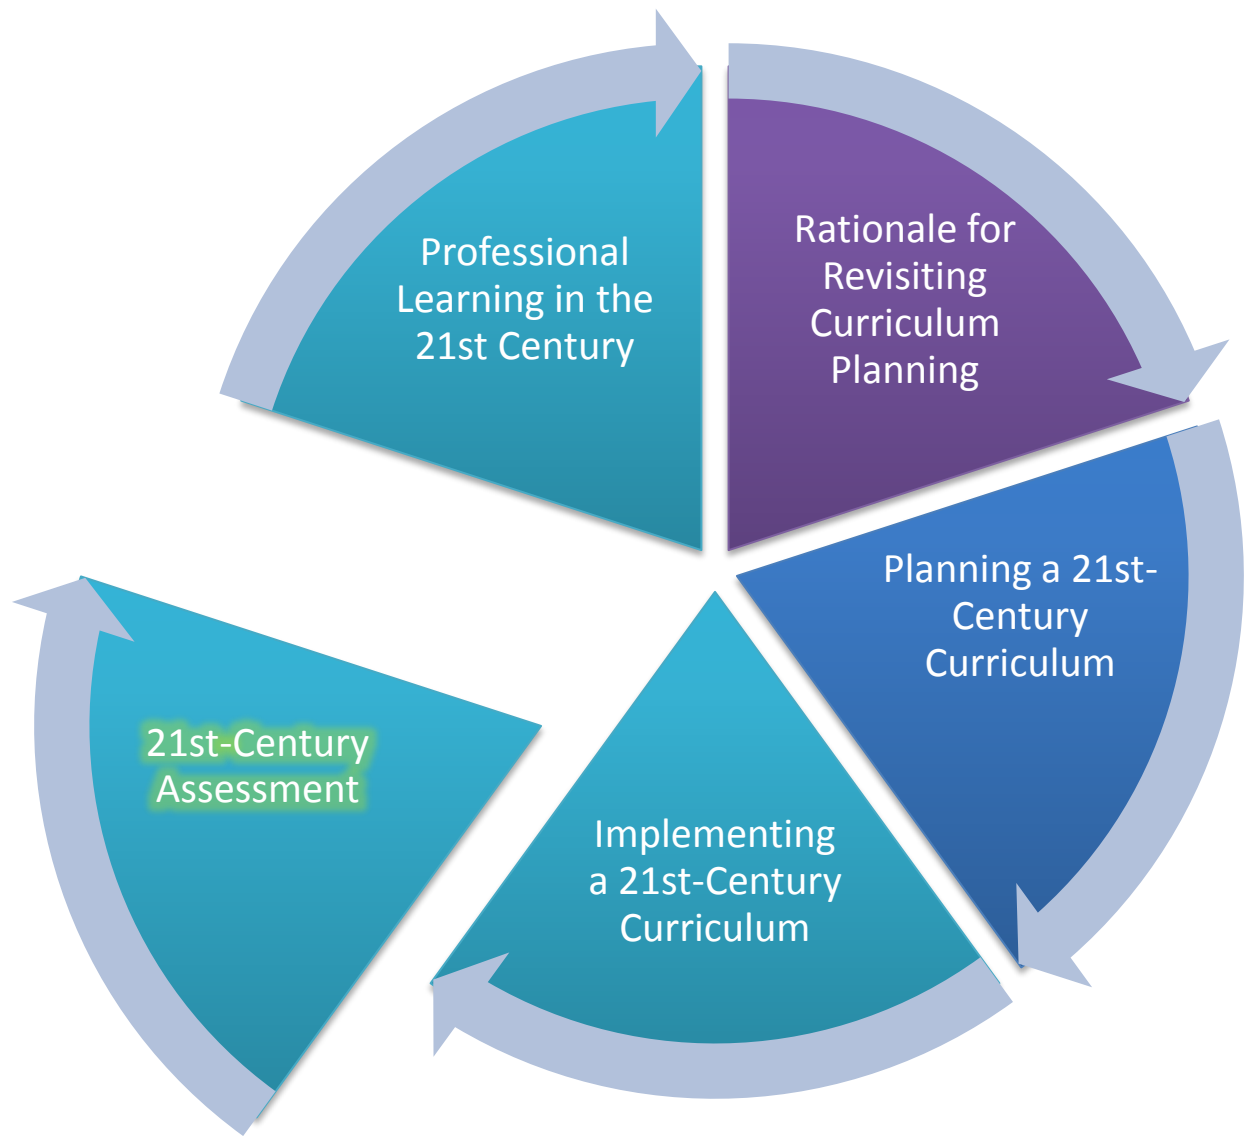 Professional
Learning in the
21st Century
Rationale for
Revisiting
Curriculum
Planning
Planning a 21st-
Century
Curriculum
Implementing
a 21st-Century
Curriculum
21st-Century
Assessment